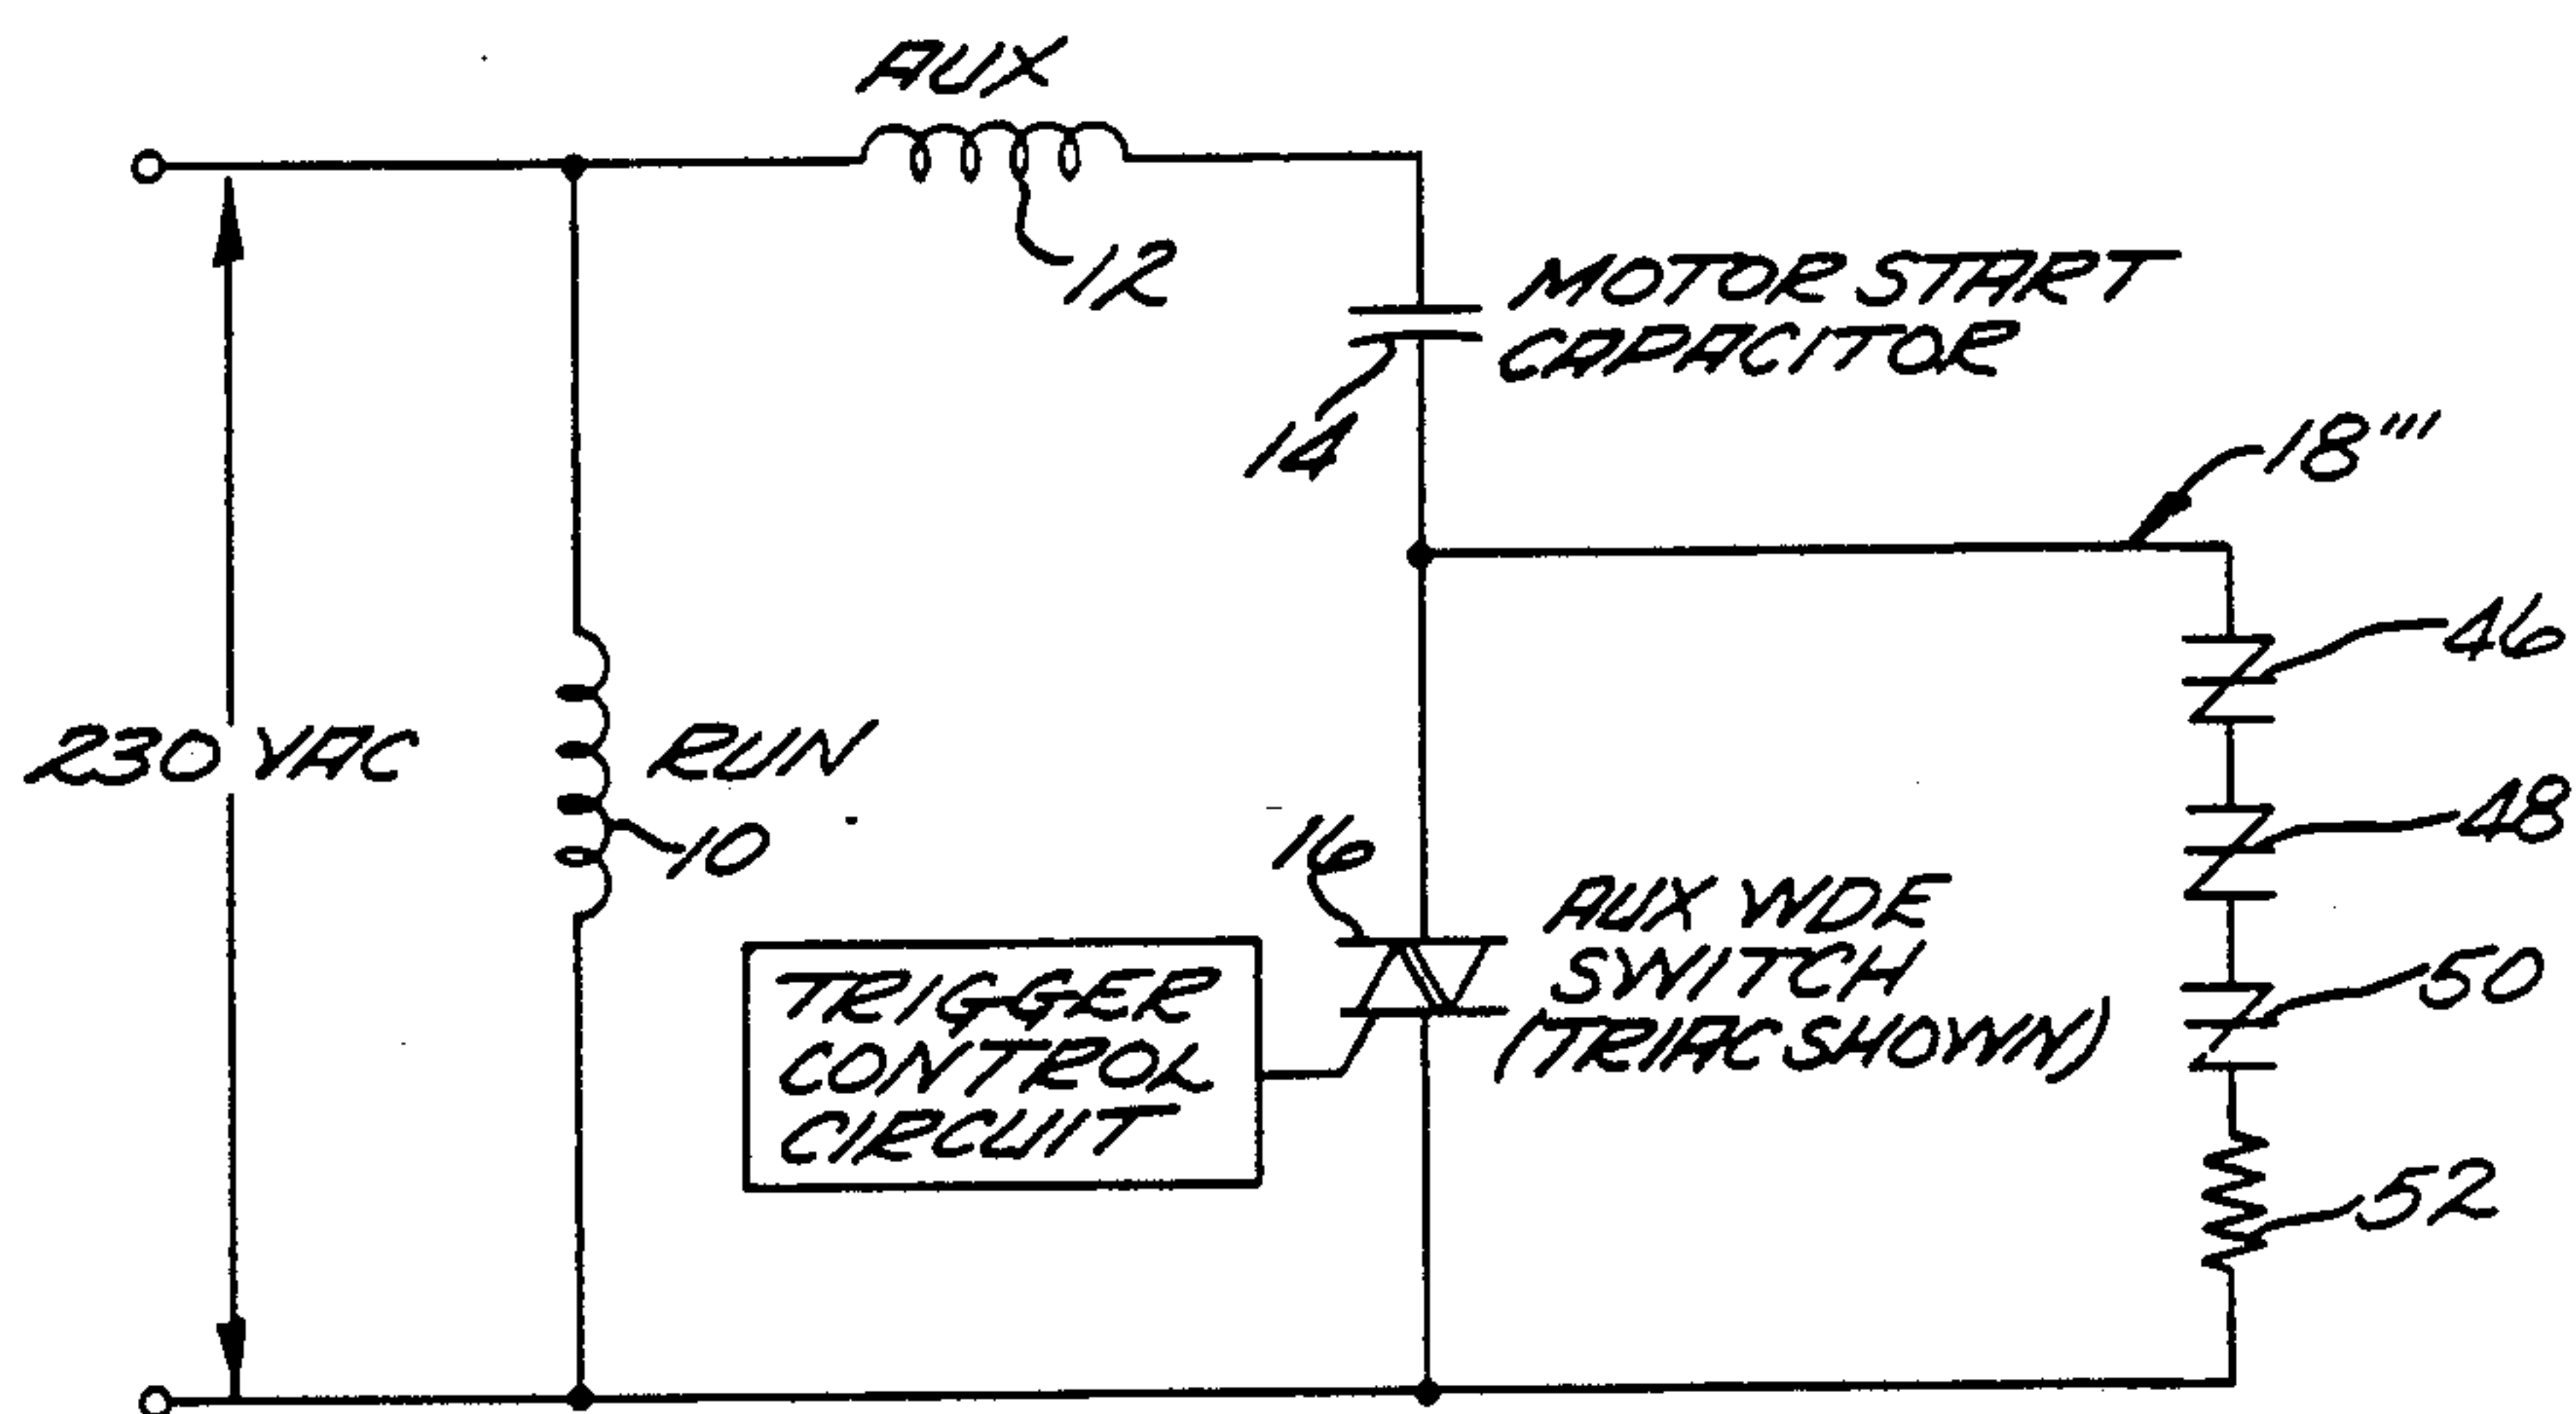 AUX
12
MOTOR START
CAPACITOR
14
18'''
46
230 VAC
RUN
10
48
16
AUX WDE
SWITCH
(TRIAC SHOWN)
50
TRIGGER
CONTROL
CIRCUIT
52